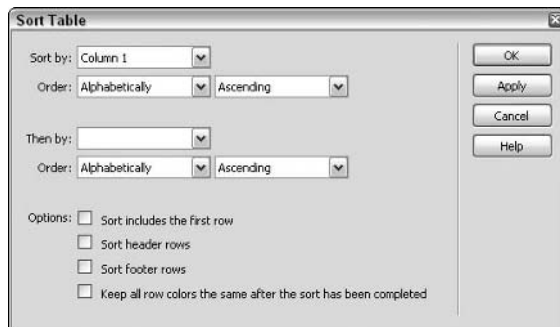 Sort Table
Sort by: Column 1
Order: Alphabetically Ascending
Then by:
Order: Alphabetically Ascending
Options: Sort includes the first row
Sort header rows
Sort footer rows
Keep all row colors the same after the sort has been completed
OK
Apply
Cancel
Help